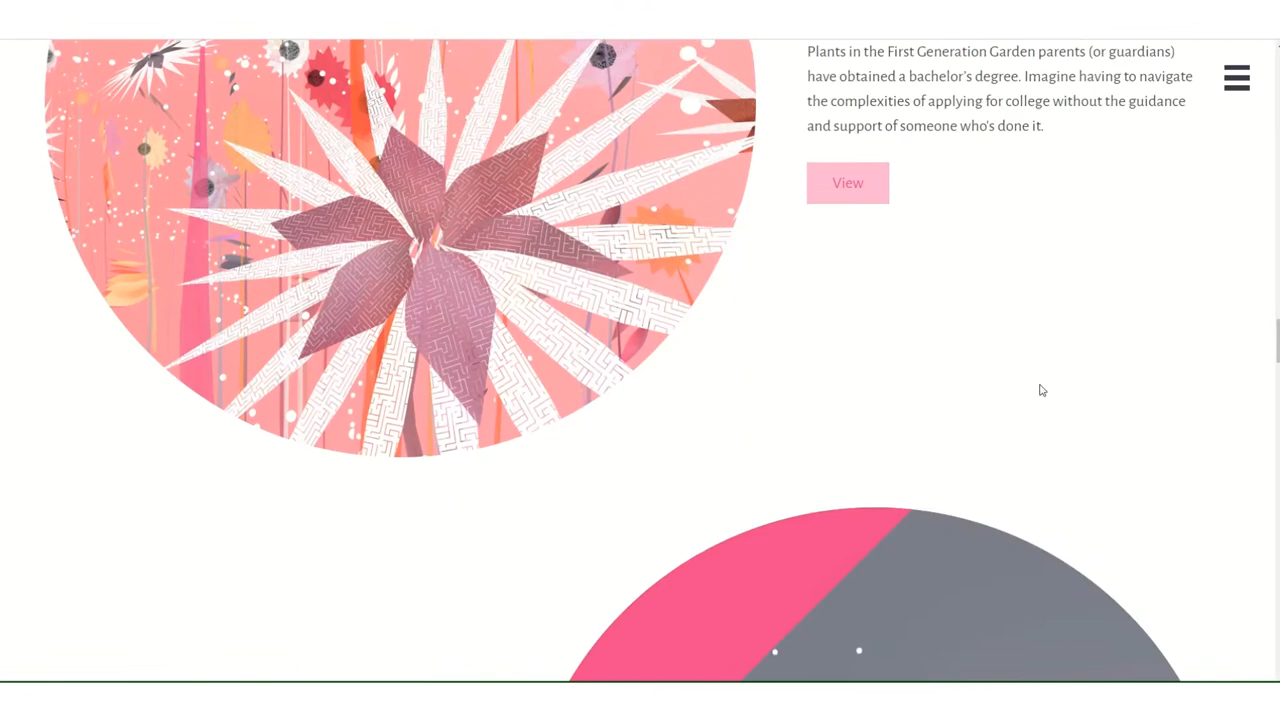 Plants in the First Generation Garden parents (or guardians)
have obtained a bachelor's degree. Imagine having to navigate
the complexities of applying for college without the guidance
and support of someone who's done it.
View